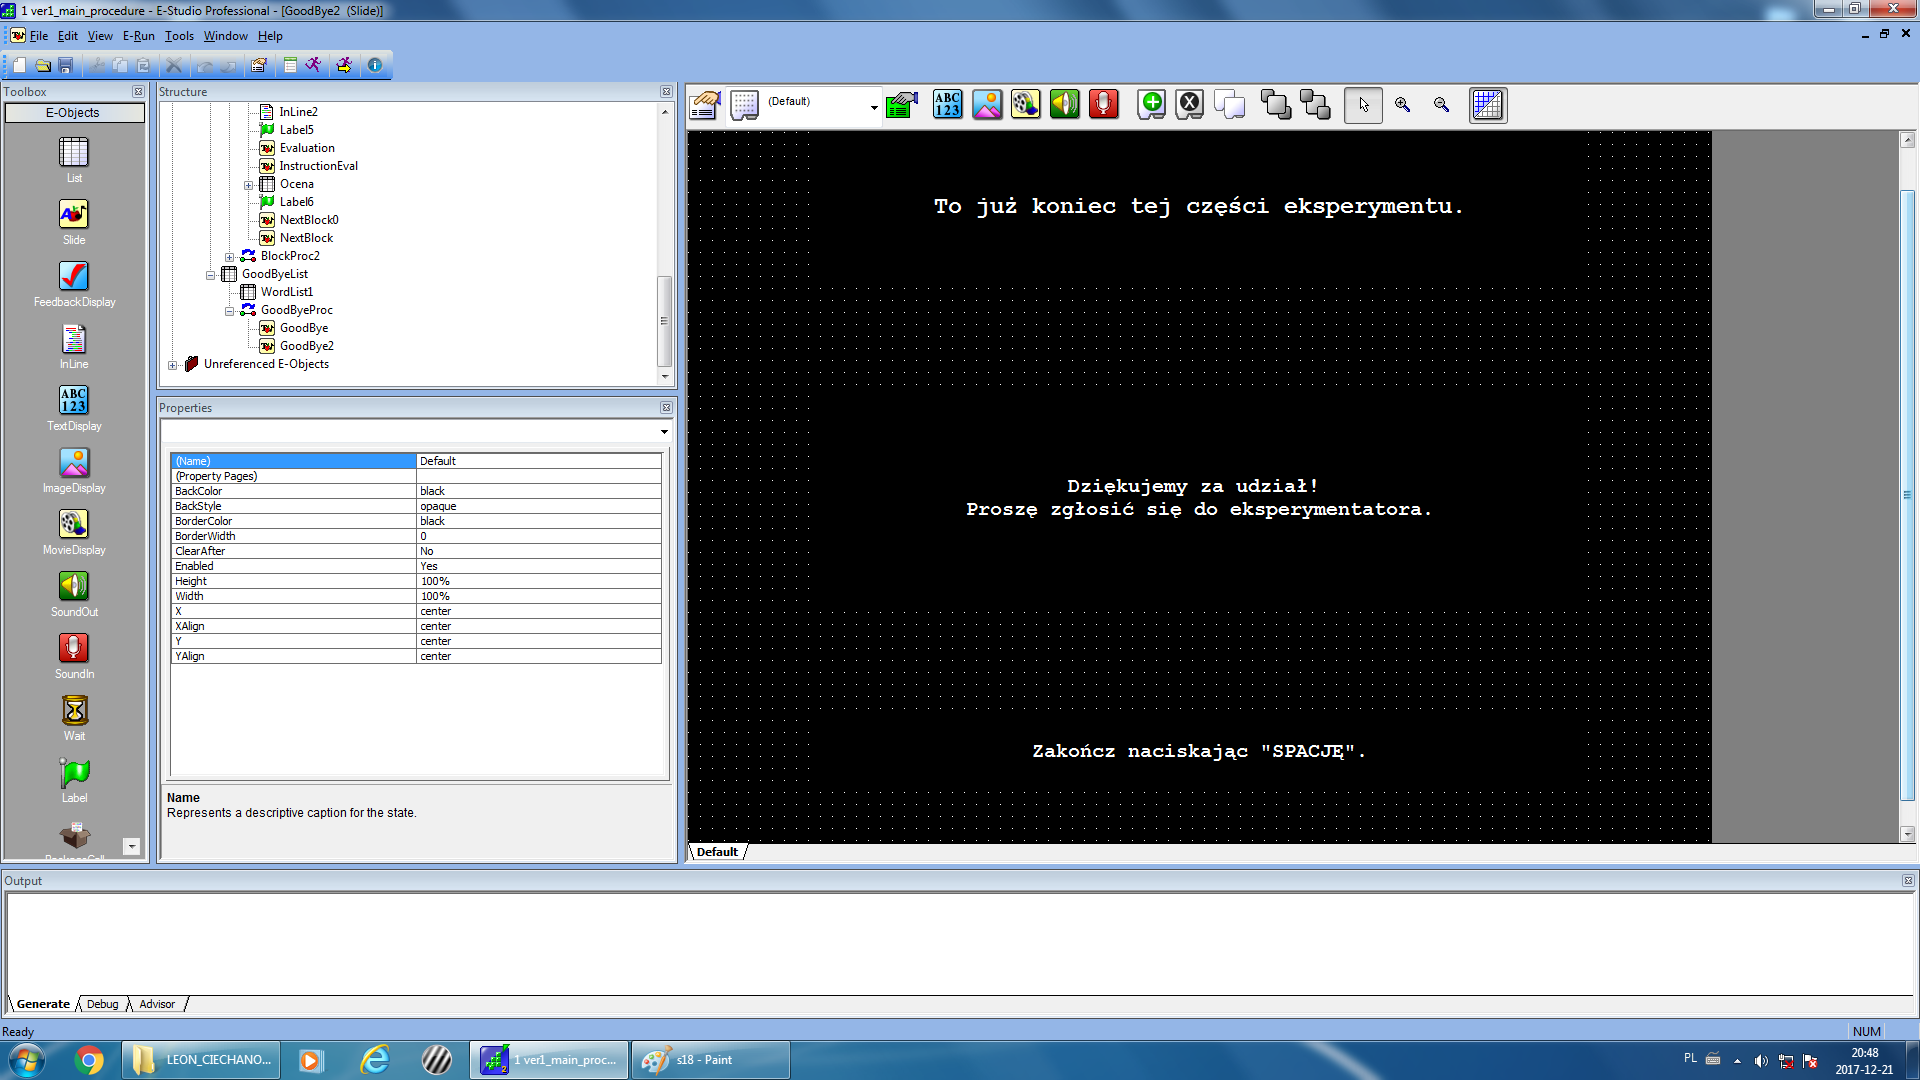 1 ver1_main_procedure - E-Studio Professional - [GoodBye2 (Slide)]
File Edit View E-Run Tools Window Help
Toolbox
E-Objects
List
Slide
FeedbackDisplay
InLine
TextDisplay
ImageDisplay
MovieDisplay
SoundOut
SoundIn
Wait
Label
Structure
InLine2
Label5
Evaluation
InstructionEval
Ocena
Label6
NextBlock0
NextBlock
BlockProc2
GoodByeList
WordList1
GoodByeProc
GoodBye
GoodBye2
Unreferenced E-Objects
Properties
(Name) Default
(Property Pages)
BackColor black
BackStyle opaque
BorderColor black
BorderWidth 0
ClearAfter No
Enabled Yes
Height 100%
Width 100%
X center
XAlign center
Y center
YAlign center
Name
Represents a descriptive caption for the state.
(Default)
ABC
123
To już koniec tej części eksperymentu.
Dziękujemy za udział!
Proszę zgłosić się do eksperymentatora.
Zakończ naciskając "SPACJĘ".
Default
Output
Generate Debug Advisor
Ready
NUM
LEON_CIECHANO...
1 ver1_main_proc...
s18 - Paint
PL
20:48
2017-12-21